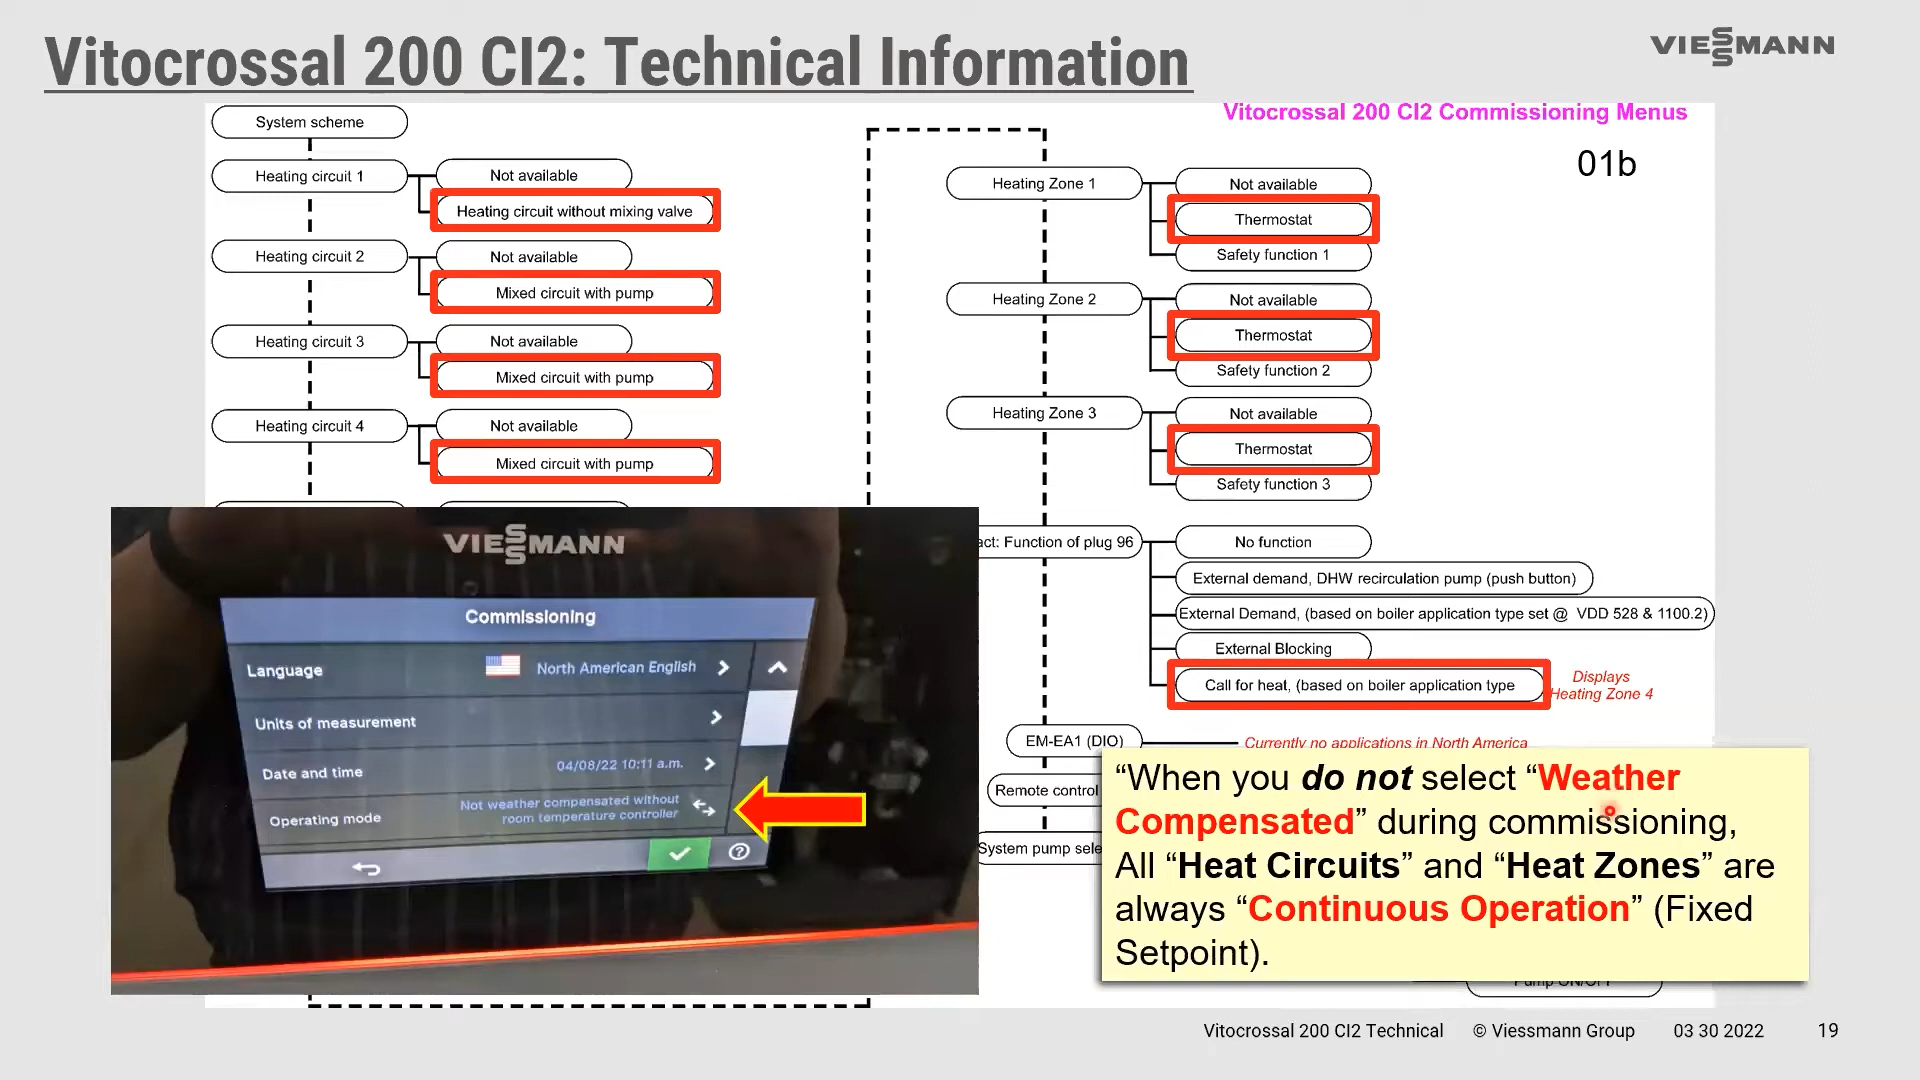 Vitocrossal 200 CI2: Technical Information
VIESSMANN
Vitocrossal 200 CI2 Commissioning Menus
01b
System scheme
Heating circuit 1
Not available
Heating circuit without mixing valve
Heating circuit 2
Not available
Mixed circuit with pump
Heating circuit 3
Not available
Mixed circuit with pump
Heating circuit 4
Not available
Mixed circuit with pump
Heating Zone 1
Not available
Thermostat
Safety function 1
Heating Zone 2
Not available
Thermostat
Safety function 2
Heating Zone 3
Not available
Thermostat
Safety function 3
act: Function of plug 96
No function
External demand, DHW recirculation pump (push button)
External Demand, (based on boiler application type set @ VDD 528 & 1100.2)
External Blocking
Call for heat, (based on boiler application type
Displays
Heating Zone 4
EM-EA1 (DIO)
Currently no applications in North America
Remote control
System pump sele
VIESSMANN
Commissioning
Language North American English
Units of measurement
Date and time 04/08/22 10:11 a.m.
Operating mode Not weather compensated without
room temperature controller
“When you do not select “Weather
Compensated” during commissioning,
All “Heat Circuits” and “Heat Zones” are
always “Continuous Operation” (Fixed
Setpoint).
Pump ON/OFF
Vitocrossal 200 CI2 Technical © Viessmann Group 03 30 2022 19